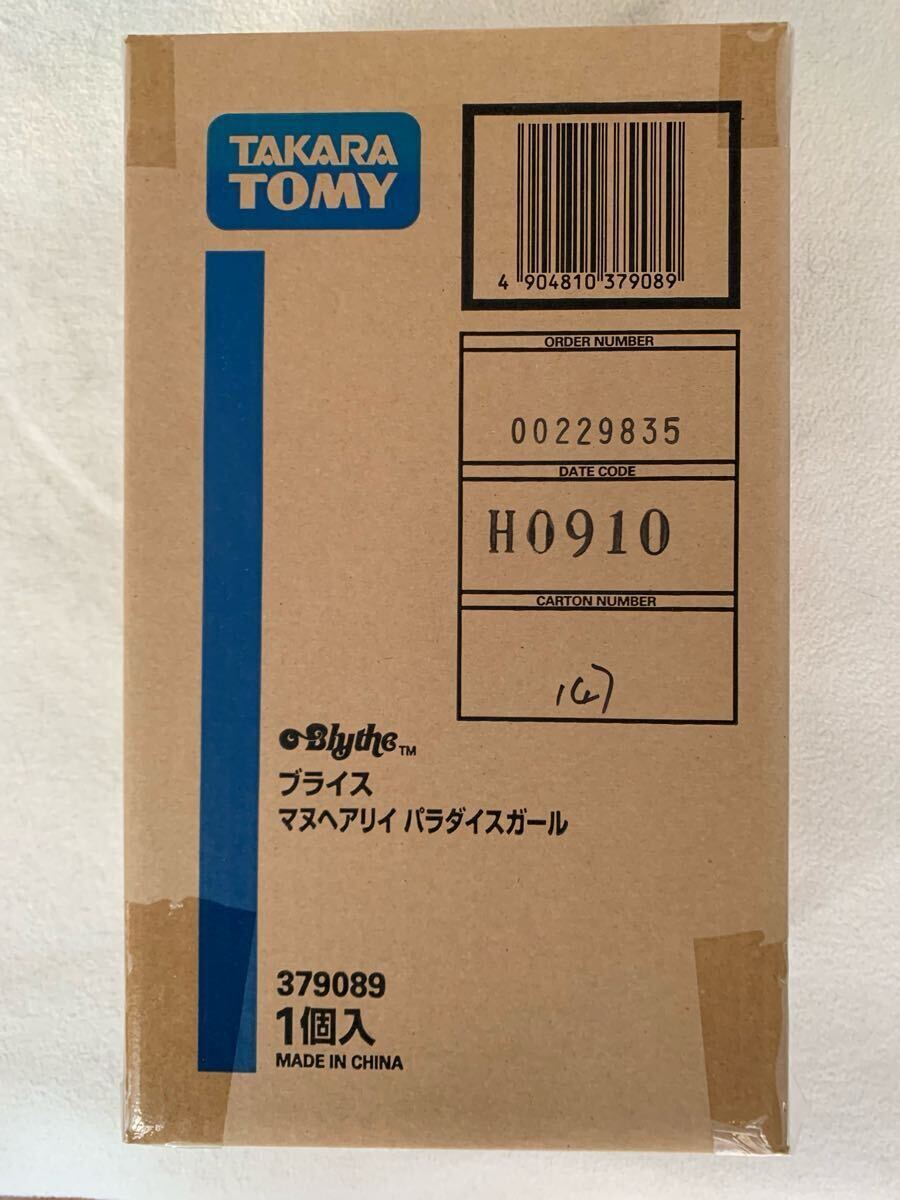 TAKARA
TOMY
4 904810 379089
ORDER NUMBER
00229835
DATE CODE
H0910
CARTON NUMBER
147
Blythe™
ブライス
マヌヘアリイ パラダイスガール
379089
1個入
MADE IN CHINA